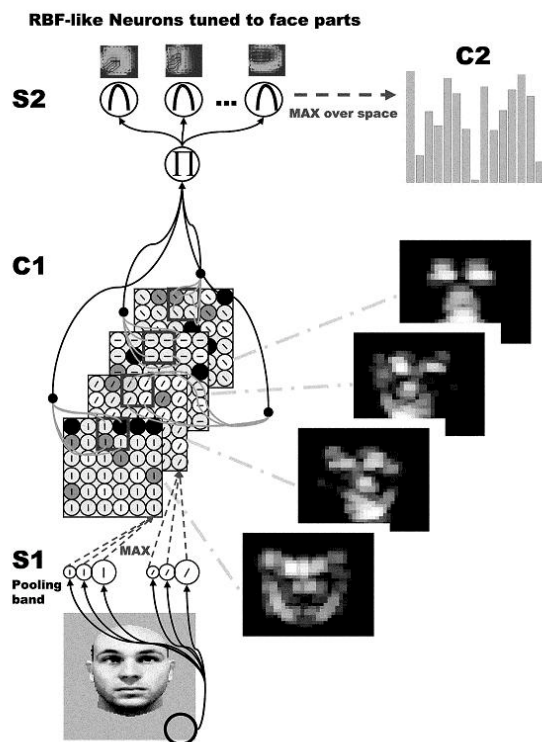 RBF-like Neurons tuned to face parts
C2
S2
...
MAX over space
Π
C1
S1
MAX
Pooling
band